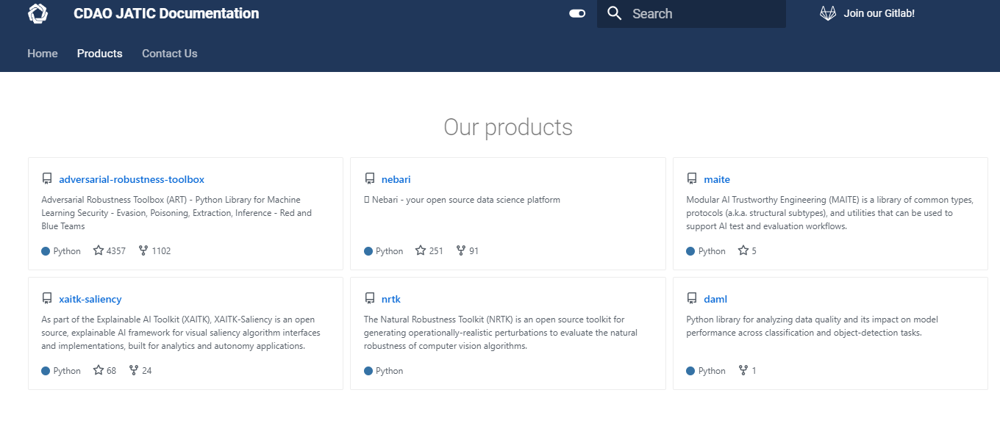 CDAO JATIC Documentation
Search
Join our Gitlab!
Home Products Contact Us
Our products
adversarial-robustness-toolbox
Adversarial Robustness Toolbox (ART) - Python Library for Machine
Learning Security - Evasion, Poisoning, Extraction, Inference - Red and
Blue Teams
Python 4357 1102
nebari
Nebari - your open source data science platform
Python 251 91
maite
Modular AI Trustworthy Engineering (MAITE) is a library of common types,
protocols (a.k.a. structural subtypes), and utilities that can be used to
support AI test and evaluation workflows.
Python 5
xaitk-saliency
As part of the Explainable AI Toolkit (XAITK), XAITK-Saliency is an open
source, explainable AI framework for visual saliency algorithm interfaces
and implementations, built for analytics and autonomy applications.
Python 68 24
nrtk
The Natural Robustness Toolkit (NRTK) is an open source toolkit for
generating operationally-realistic perturbations to evaluate the natural
robustness of computer vision algorithms.
Python
daml
Python library for analyzing data quality and its impact on model
performance across classification and object-detection tasks.
Python 1